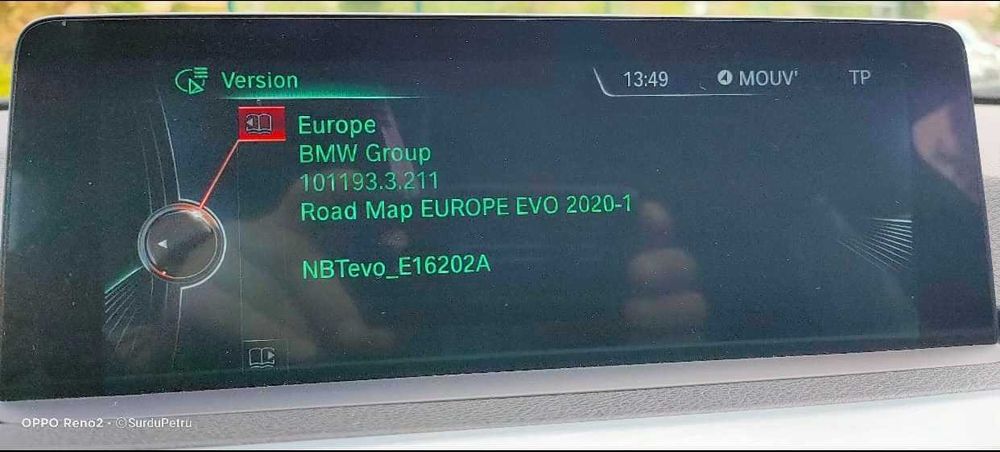 Version
13:49
MOUV'
TP
Europe
BMW Group
101193.3.211
Road Map EUROPE EVO 2020-1
NBTevo_E16202A
OPPO Reno2 · ©SurduPetru